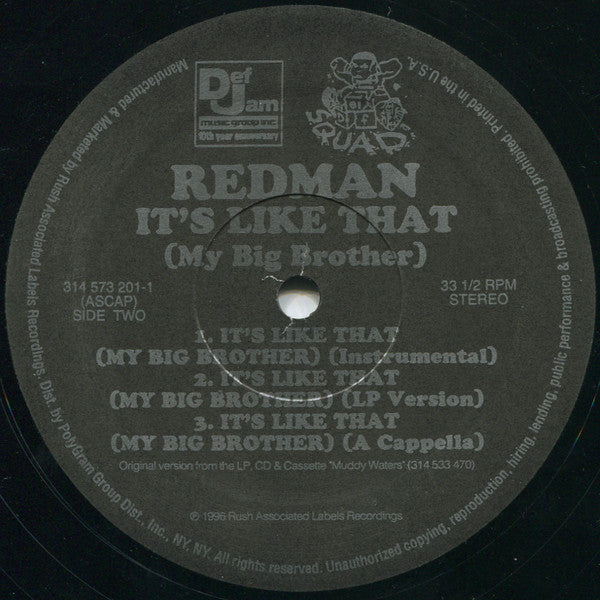 Def
Jam
music group inc
10th year anniversary
SQUAD
REDMAN
IT'S LIKE THAT
(My Big Brother)
314 573 201-1
(ASCAP)
SIDE TWO
33 1/2 RPM
STEREO
1. IT'S LIKE THAT
(MY BIG BROTHER) (Instrumental)
2. IT'S LIKE THAT
(MY BIG BROTHER) (LP Version)
3. IT'S LIKE THAT
(MY BIG BROTHER) (A Cappella)
Original version from the LP, CD & Cassette "Muddy Waters" (314 533 470)
℗ 1996 Rush Associated Labels Recordings
Manufactured & Marketed by Rush Associated Labels Recordings. Dist. by PolyGram Group Dist., Inc., NY, NY. All rights reserved. Unauthorized copying, reproduction, hiring, lending, public performance & broadcasting prohibited. Printed in the U.S.A.